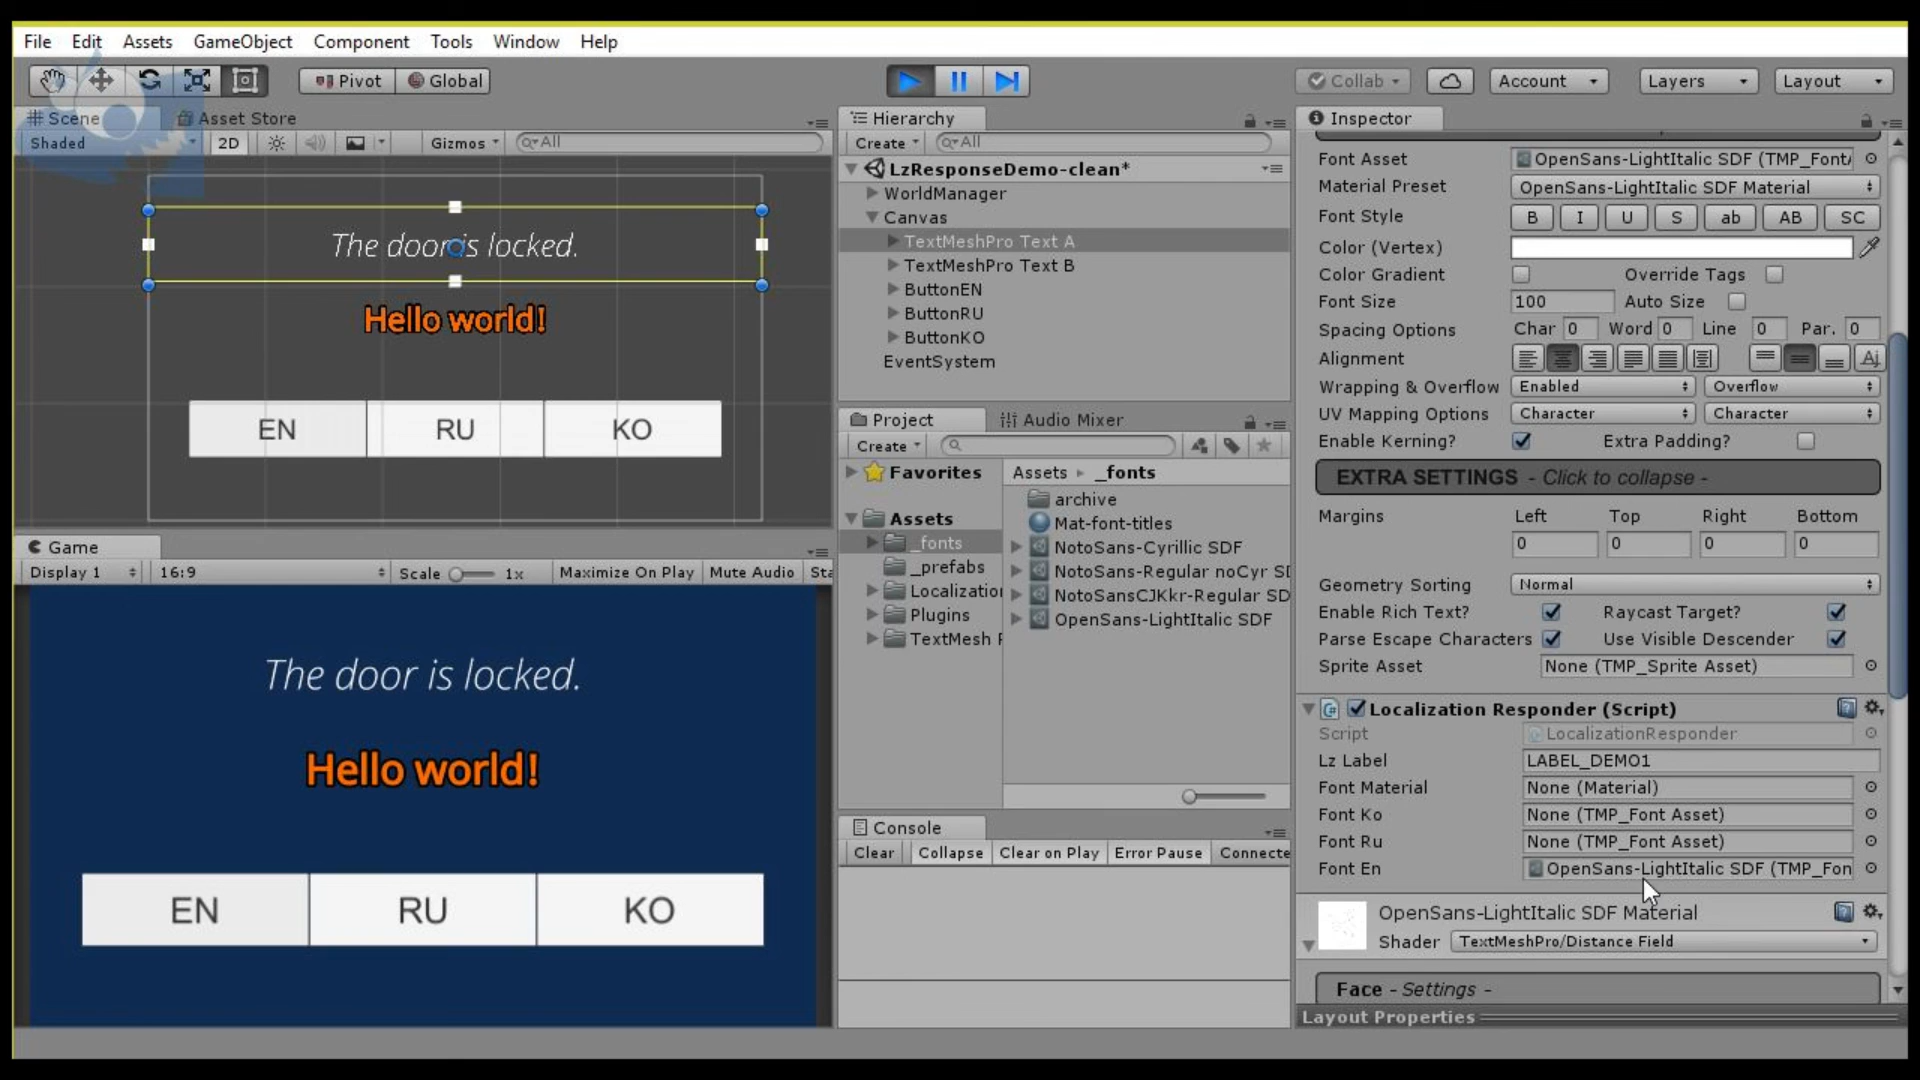 File Edit Assets GameObject Component Tools Window Help
Pivot Global
Collab Account Layers Layout
Scene Asset Store
Shaded 2D Gizmos All
The door is locked.
Hello world!
EN RU KO
Game
Display 1 16:9 Scale 1x Maximize On Play Mute Audio Sta
The door is locked.
Hello world!
EN RU KO
Hierarchy
Create All
LzResponseDemo-clean*
WorldManager
Canvas
TextMeshPro Text A
TextMeshPro Text B
ButtonEN
ButtonRU
ButtonKO
EventSystem
Project Audio Mixer
Create
Favorites
Assets
_fonts
_prefabs
Localization
Plugins
TextMesh P
Assets _fonts
archive
Mat-font-titles
NotoSans-Cyrillic SDF
NotoSans-Regular noCyr SD
NotoSansCJKkr-Regular SD
OpenSans-LightItalic SDF
Console
Clear Collapse Clear on Play Error Pause Connecte
Inspector
Font Asset OpenSans-LightItalic SDF (TMP_FontA
Material Preset OpenSans-LightItalic SDF Material
Font Style B I U S ab AB SC
Color (Vertex)
Color Gradient Override Tags
Font Size 100 Auto Size
Spacing Options Char 0 Word 0 Line 0 Par. 0
Alignment
Wrapping & Overflow Enabled Overflow
UV Mapping Options Character Character
Enable Kerning? Extra Padding?
EXTRA SETTINGS - Click to collapse -
Margins Left Top Right Bottom
0 0 0 0
Geometry Sorting Normal
Enable Rich Text? Raycast Target?
Parse Escape Characters Use Visible Descender
Sprite Asset None (TMP_Sprite Asset)
Localization Responder (Script)
Script LocalizationResponder
Lz Label LABEL_DEMO1
Font Material None (Material)
Font Ko None (TMP_Font Asset)
Font Ru None (TMP_Font Asset)
Font En OpenSans-LightItalic SDF (TMP_Fon
OpenSans-LightItalic SDF Material
Shader TextMeshPro/Distance Field
Face - Settings -
Layout Properties